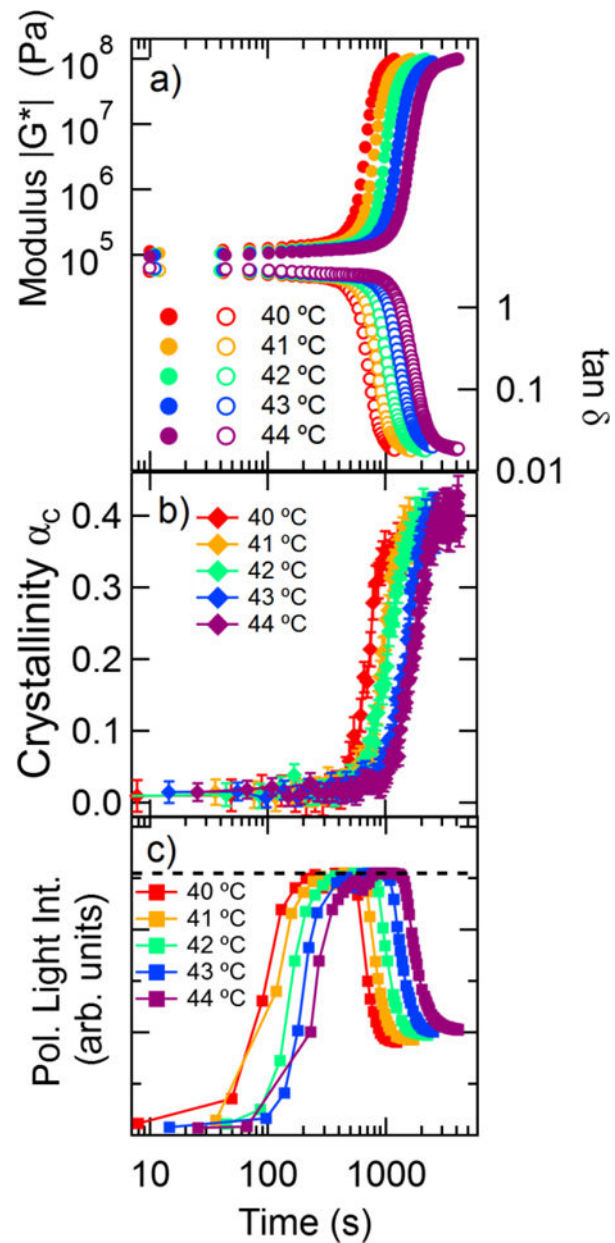 a)
Modulus |G*| (Pa)
10⁸
10⁷
10⁶
10⁵
40 ºC
41 ºC
42 ºC
43 ºC
44 ºC
1
0.1
0.01
tan δ
b)
Crystallinity α_C
0.4
0.3
0.2
0.1
0.0
40 ºC
41 ºC
42 ºC
43 ºC
44 ºC
c)
Pol. Light Int.
(arb. units)
40 ºC
41 ºC
42 ºC
43 ºC
44 ºC
10 100 1000
Time (s)